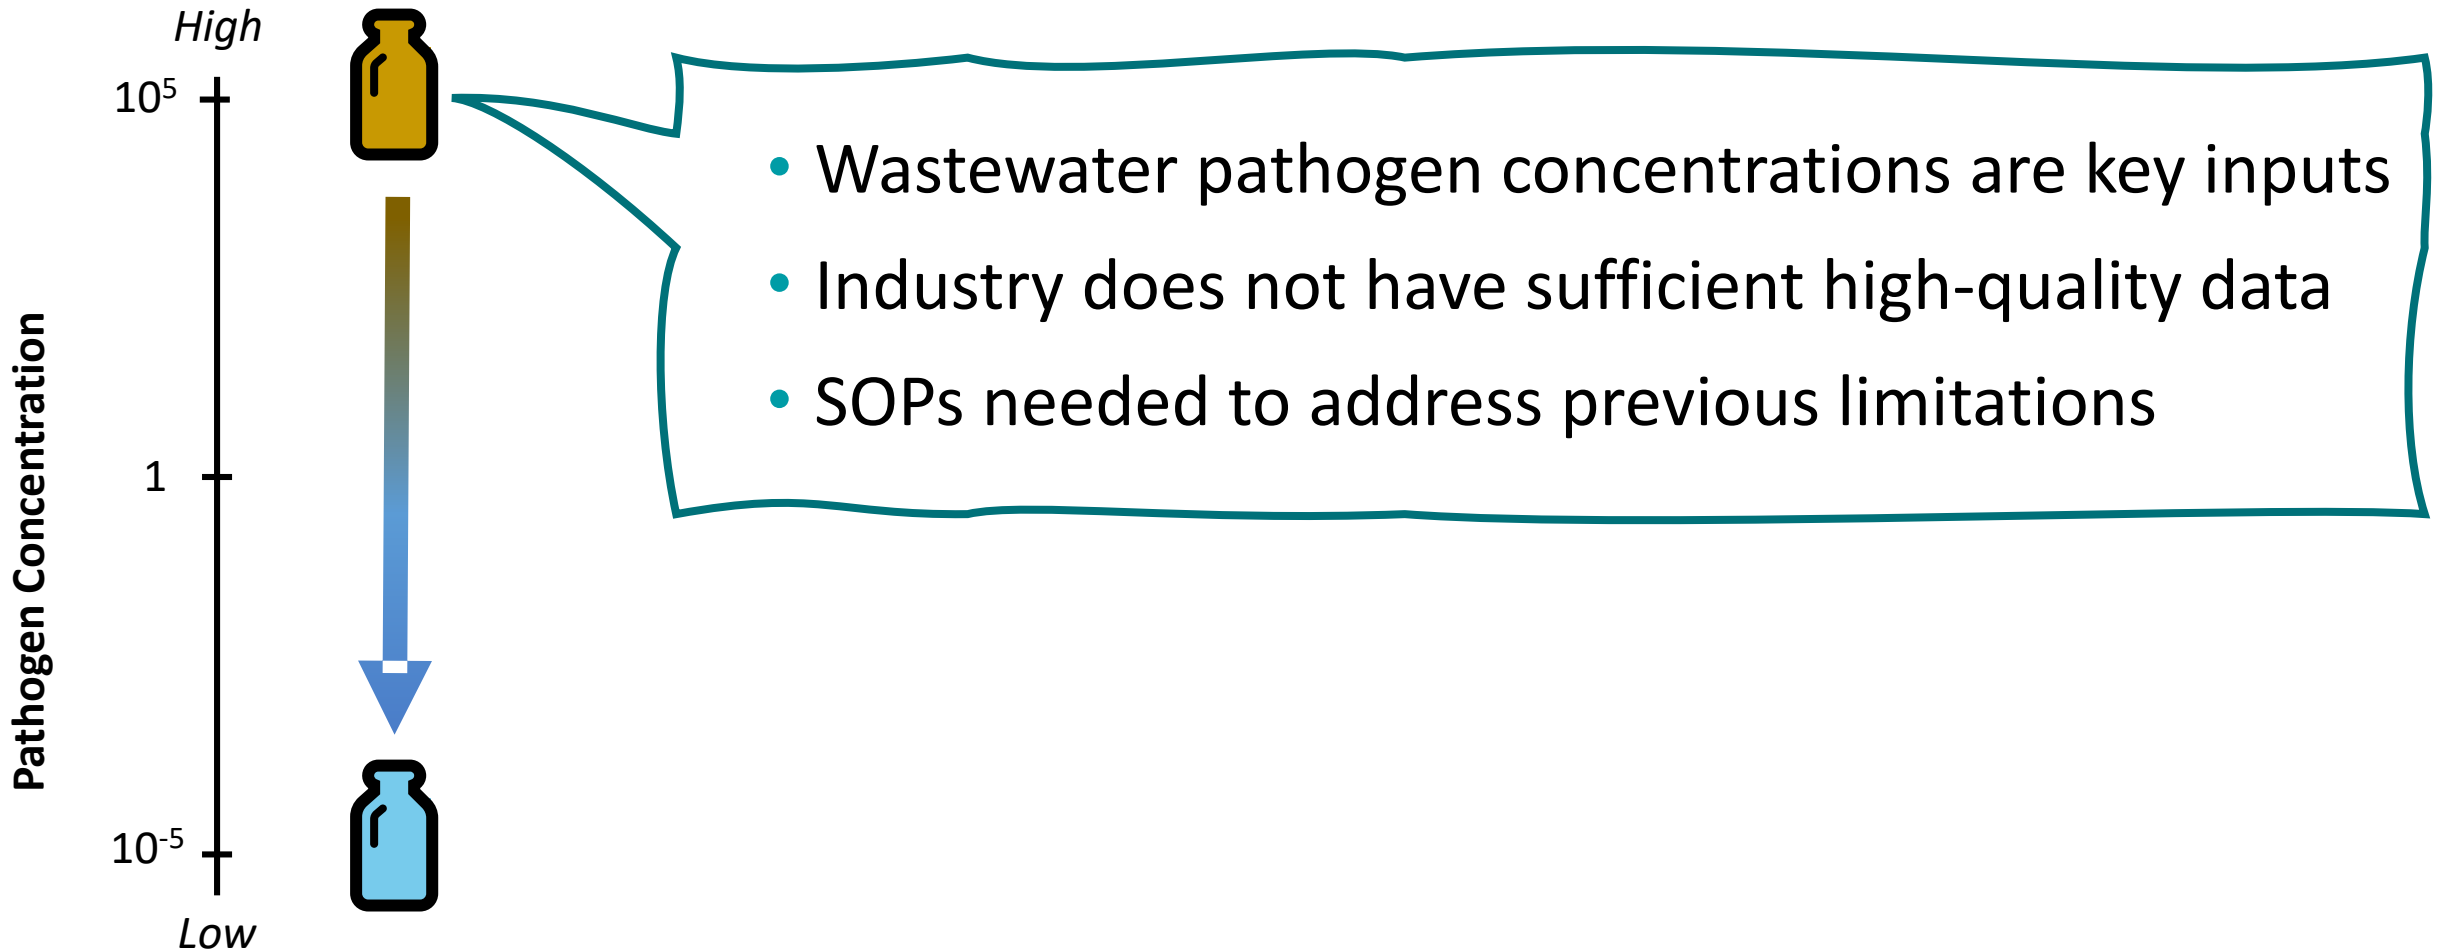 High
10⁵
1
10⁻⁵
Low
Pathogen Concentration
• Wastewater pathogen concentrations are key inputs
• Industry does not have sufficient high-quality data
• SOPs needed to address previous limitations